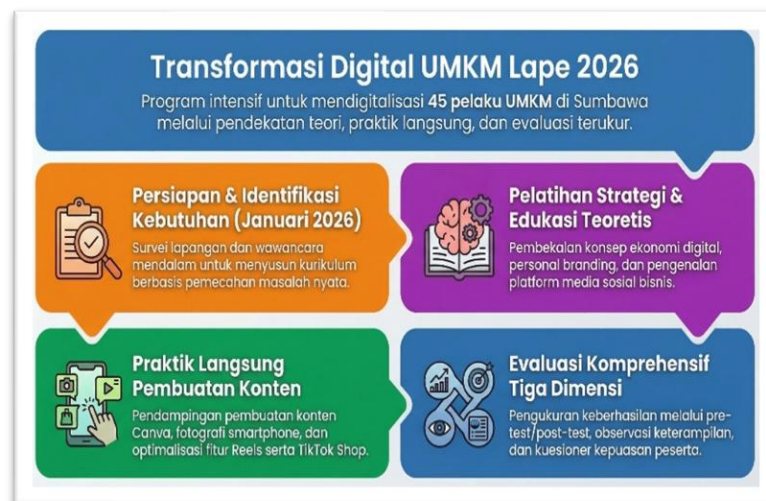 Transformasi Digital UMKM Lape 2026
Program intensif untuk mendigitalisasi 45 pelaku UMKM di Sumbawa
melalui pendekatan teori, praktik langsung, dan evaluasi terukur.
Persiapan & Identifikasi
Kebutuhan (Januari 2026)
Survei lapangan dan wawancara
mendalam untuk menyusun kurikulum
berbasis pemecahan masalah nyata.
Pelatihan Strategi &
Edukasi Teoretis
Pembekalan konsep ekonomi digital,
personal branding, dan pengenalan
platform media sosial bisnis.
Praktik Langsung
Pembuatan Konten
Pendampingan pembuatan konten
Canva, fotografi smartphone, dan
optimalisasi fitur Reels serta TikTok Shop.
Evaluasi Komprehensif
Tiga Dimensi
Pengukuran keberhasilan melalui pre-
test/post-test, observasi keterampilan,
dan kuesioner kepuasan peserta.